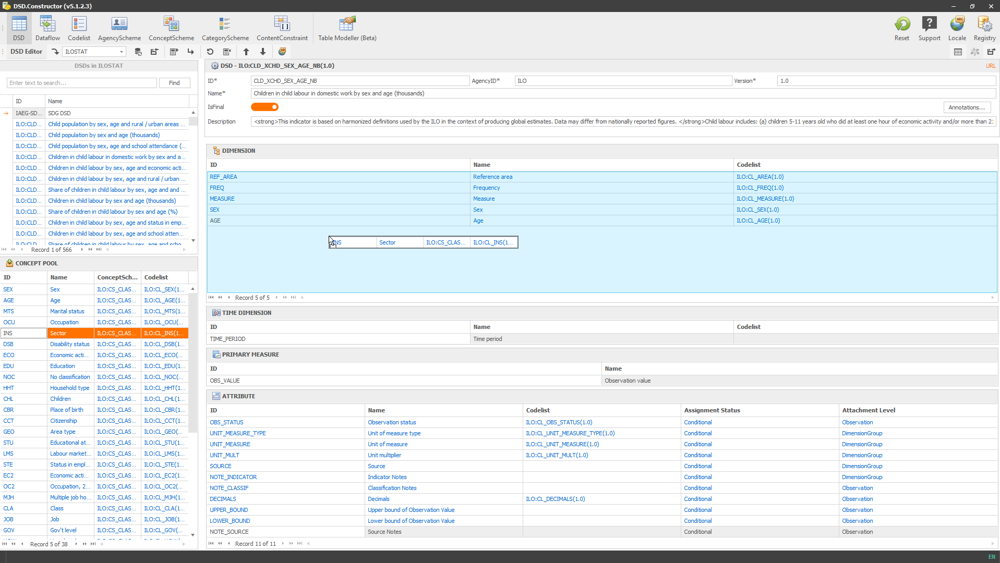 DSD.Constructor (v5.1.2.3)
DSD
Dataflow
Codelist
AgencyScheme
ConceptScheme
CategoryScheme
ContentConstraint
Table Modeller (Beta)
Reset
Support
Locale
Registry
DSD Editor
ILOSTAT
DSDs in ILOSTAT
Enter text to search...
Find
ID Name
IAEG-SD... SDG DSD
ILO:CLD... Child population by sex, age and rural / urban areas ...
ILO:CLD... Child population by sex and age (thousands)
ILO:CLD... Child population by sex, age and school attendance (...
ILO:CLD... Children in child labour in domestic work by sex and a...
ILO:CLD... Children in child labour by sex, age and economic acti...
ILO:CLD... Children in child labour by sex, age and rural / urban ...
ILO:CLD... Share of children in child labour by sex, age and and ...
ILO:CLD... Children in child labour by sex and age (thousands)
ILO:CLD... Share of children in child labour by sex and age (%)
ILO:CLD... Children in child labour by sex, age and status in emp...
ILO:CLD... Children in child labour by sex, age and school atten...
ILO:CLD... Share of children in child labour by sex, age and scho...
Record 1 of 566
CONCEPT POOL
ID Name ConceptSch... Codelist
SEX Sex ILO:CS_CLAS... ILO:CL_SEX(1...
AGE Age ILO:CS_CLAS... ILO:CL_AGE(1...
MTS Marital status ILO:CS_CLAS... ILO:CL_MTS(1...
OCU Occupation ILO:CS_CLAS... ILO:CL_OCU(...
INS Sector ILO:CS_CLAS... ILO:CL_INS(1...
DSB Disability status ILO:CS_CLAS... ILO:CL_DSB(1...
ECO Economic acti... ILO:CS_CLAS... ILO:CL_ECO(...
EDU Education ILO:CS_CLAS... ILO:CL_EDU(1...
NOC No classification ILO:CS_CLAS... ILO:CL_NOC(...
HHT Household type ILO:CS_CLAS... ILO:CL_HHT(1...
CHL Children ILO:CS_CLAS... ILO:CL_CHL(1...
CBR Place of birth ILO:CS_CLAS... ILO:CL_CBR(1...
CCT Citizenship ILO:CS_CLAS... ILO:CL_CCT(1...
GEO Area type ILO:CS_CLAS... ILO:CL_GEO(...
STU Educational at... ILO:CS_CLAS... ILO:CL_STU(1...
LMS Labour market... ILO:CS_CLAS... ILO:CL_LMS(1...
STE Status in empl... ILO:CS_CLAS... ILO:CL_STE(1...
EC2 Economic acti... ILO:CS_CLAS... ILO:CL_EC2(1...
OC2 Occupation, 2... ILO:CS_CLAS... ILO:CL_OC2(...
MJH Multiple job ho... ILO:CS_CLAS... ILO:CL_MJH(1...
CLA Class ILO:CS_CLAS... ILO:CL_CLA(1...
JOB Job ILO:CS_CLAS... ILO:CL_JOB(1...
GOV Gov't level ILO:CS_CLAS... ILO:CL_GOV(...
Record 5 of 38
DSD - ILO:CLD_XCHD_SEX_AGE_NB(1.0)
URL
ID* CLD_XCHD_SEX_AGE_NB AgencyID* ILO Version* 1.0
Name* Children in child labour in domestic work by sex and age (thousands)
IsFinal
Annotations...
Description <strong>This indicator is based on harmonized definitions used by the ILO in the context of producing global estimates. Data may differ from nationally reported figures. </strong>Child labour includes: (a) children 5-11 years old who did at least one hour of economic activity and/or more than 2
DIMENSION
ID Name Codelist
REF_AREA Reference area ILO:CL_AREA(1.0)
FREQ Frequency ILO:CL_FREQ(1.0)
MEASURE Measure ILO:CL_MEASURE(1.0)
SEX Sex ILO:CL_SEX(1.0)
AGE Age ILO:CL_AGE(1.0)
INS Sector ILO:CS_CLAS... ILO:CL_INS(1...
Record 5 of 5
TIME DIMENSION
ID Name Codelist
TIME_PERIOD Time period
PRIMARY MEASURE
ID Name
OBS_VALUE Observation value
ATTRIBUTE
ID Name Codelist Assignment Status Attachment Level
OBS_STATUS Observation status ILO:CL_OBS_STATUS(1.0) Conditional Observation
UNIT_MEASURE_TYPE Unit of measure type ILO:CL_UNIT_MEASURE_TYPE(1.0) Conditional DimensionGroup
UNIT_MEASURE Unit of measure ILO:CL_UNIT_MEASURE(1.0) Conditional DimensionGroup
UNIT_MULT Unit multiplier ILO:CL_UNIT_MULT(1.0) Conditional DimensionGroup
SOURCE Source Conditional DimensionGroup
NOTE_INDICATOR Indicator Notes Conditional DimensionGroup
NOTE_CLASSIF Classification Notes Conditional Observation
DECIMALS Decimals ILO:CL_DECIMALS(1.0) Conditional Observation
UPPER_BOUND Upper bound of Observation Value Conditional Observation
LOWER_BOUND Lower bound of Observation Value Conditional Observation
NOTE_SOURCE Source Notes Conditional Observation
Record 11 of 11
EN